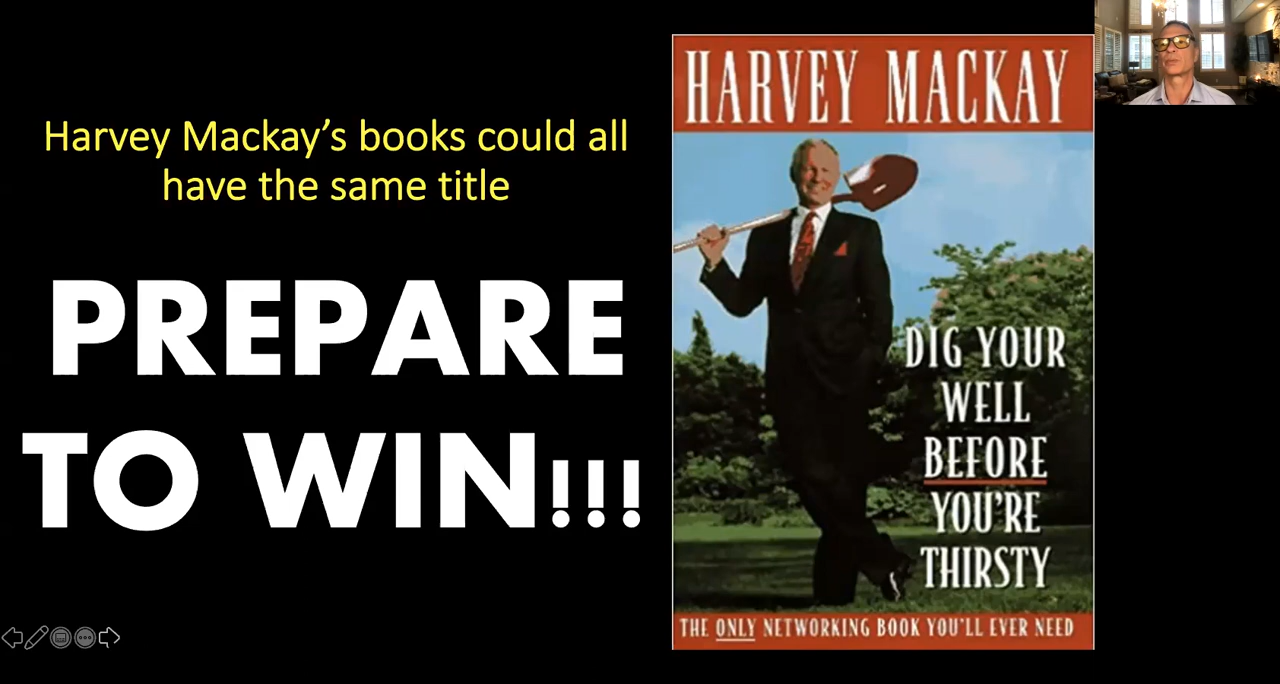 Harvey Mackay’s books could all
have the same title
PREPARE
TO WIN!!!
HARVEY MACKAY
DIG YOUR
WELL
BEFORE
YOU'RE
THIRSTY
THE ONLY NETWORKING BOOK YOU'LL EVER NEED